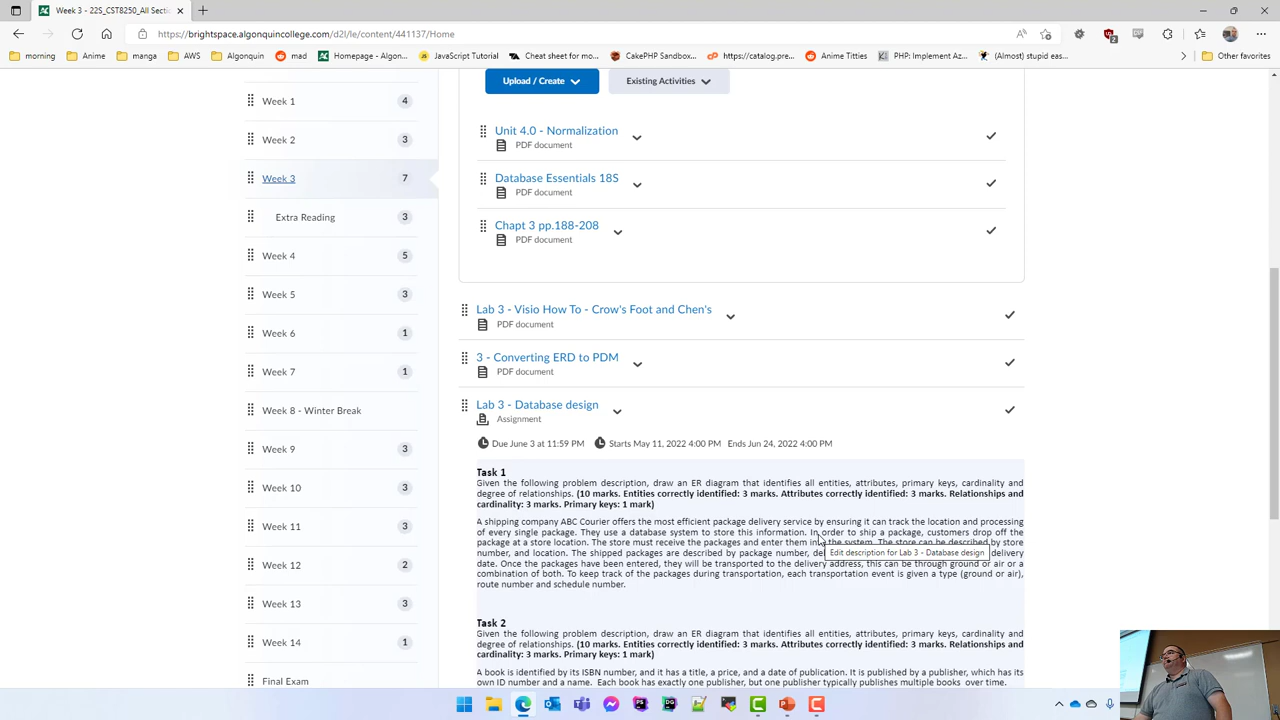 Week 3 - 22S_CST8250_All Secti
https://brightspace.algonquincollege.com/d2l/le/content/441137/Home
morning
Anime
manga
AWS
Algonquin
mad
Homepage - Algon...
JavaScript Tutorial
Cheat sheet for mo...
CakePHP Sandbox...
https://catalog.pre...
Anime Titties
PHP: Implement Az...
(Almost) stupid eas...
Other favorites
Upload / Create
Existing Activities
Week 1
4
Unit 4.0 - Normalization
PDF document
Week 2
3
Week 3
7
Database Essentials 18S
PDF document
Extra Reading
3
Chapt 3 pp.188-208
PDF document
Week 4
5
Week 5
3
Lab 3 - Visio How To - Crow's Foot and Chen's
PDF document
Week 6
1
3 - Converting ERD to PDM
PDF document
Week 7
1
Week 8 - Winter Break
Lab 3 - Database design
Assignment
Week 9
3
Due June 3 at 11:59 PM
Starts May 11, 2022 4:00 PM
Ends Jun 24, 2022 4:00 PM
Week 10
3
Week 11
3
Week 12
2
Week 13
3
Week 14
1
Final Exam
Task 1
Given the following problem description, draw an ER diagram that identifies all entities, attributes, primary keys, cardinality and
degree of relationships. (10 marks. Entities correctly identified: 3 marks. Attributes correctly identified: 3 marks. Relationships and
cardinality: 3 marks. Primary keys: 1 mark)
A shipping company ABC Courier offers the most efficient package delivery service by ensuring it can track the location and processing
of every single package. They use a database system to store this information. In order to ship a package, customers drop off the
package at a store location. The store must receive the packages and enter them into the system. The store can be described by store
number, and location. The shipped packages are described by package number, de
Edit description for Lab 3 - Database design
delivery
date. Once the packages have been entered, they will be transported to the delivery address, this can be through ground or air or a
combination of both. To keep track of the packages during transportation, each transportation event is given a type (ground or air),
route number and schedule number.
Task 2
Given the following problem description, draw an ER diagram that identifies all entities, attributes, primary keys, cardinality and
degree of relationships. (10 marks. Entities correctly identified: 3 marks. Attributes correctly identified: 3 marks. Relationships and
cardinality: 3 marks. Primary keys: 1 mark)
A book is identified by its ISBN number, and it has a title, a price, and a date of publication. It is published by a publisher, which has its
own ID number and a name. Each book has exactly one publisher, but one publisher typically publishes multiple books over time.